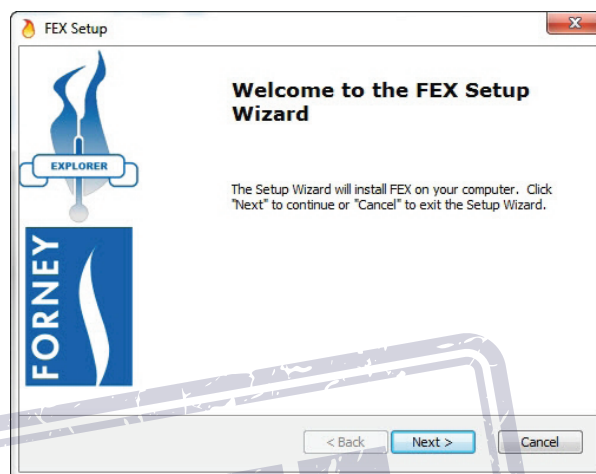 FEX Setup
Welcome to the FEX Setup
Wizard
EXPLORER
The Setup Wizard will install FEX on your computer. Click
"Next" to continue or "Cancel" to exit the Setup Wizard.
FORNEY
< Back
Next >
Cancel